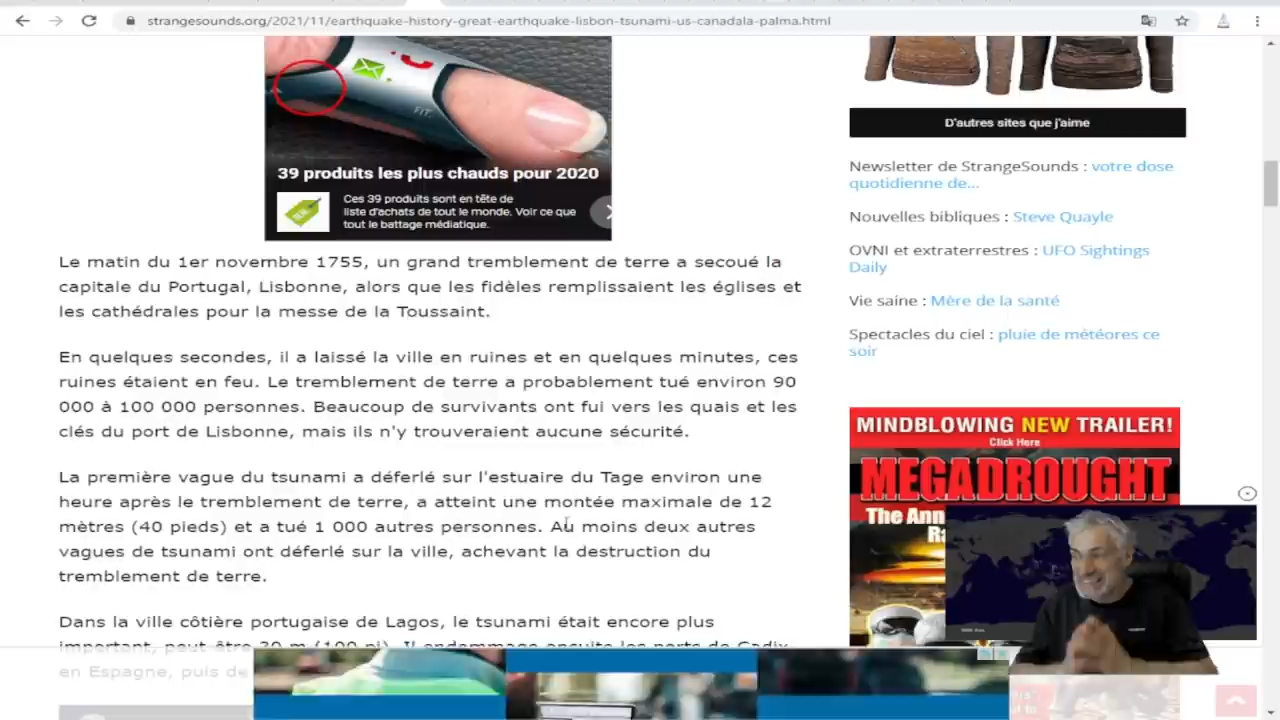 strangesounds.org/2021/11/earthquake-history-great-earthquake-lisbon-tsunami-us-canadala-palma.html
FIT.
39 produits les plus chauds pour 2020
Ces 39 produits sont en tête de
liste d'achats de tout le monde. Voir ce que
tout le battage médiatique.
Le matin du 1er novembre 1755, un grand tremblement de terre a secoué la
capitale du Portugal, Lisbonne, alors que les fidèles remplissaient les églises et
les cathédrales pour la messe de la Toussaint.
En quelques secondes, il a laissé la ville en ruines et en quelques minutes, ces
ruines étaient en feu. Le tremblement de terre a probablement tué environ 90
000 à 100 000 personnes. Beaucoup de survivants ont fui vers les quais et les
clés du port de Lisbonne, mais ils n'y trouveraient aucune sécurité.
La première vague du tsunami a déferlé sur l'estuaire du Tage environ une
heure après le tremblement de terre, a atteint une montée maximale de 12
mètres (40 pieds) et a tué 1 000 autres personnes. Au moins deux autres
vagues de tsunami ont déferlé sur la ville, achevant la destruction du
tremblement de terre.
Dans la ville côtière portugaise de Lagos, le tsunami était encore plus
important, peut-être 30 m (100 pi). Il endommagea ensuite les ports de Cadix
en Espagne, puis de
D'autres sites que j'aime
Newsletter de StrangeSounds : votre dose
quotidienne de...
Nouvelles bibliques : Steve Quayle
OVNI et extraterrestres : UFO Sightings
Daily
Vie saine : Mère de la santé
Spectacles du ciel : pluie de météores ce
soir
MINDBLOWING NEW TRAILER!
Click Here
MEGADROUGHT
The Ann